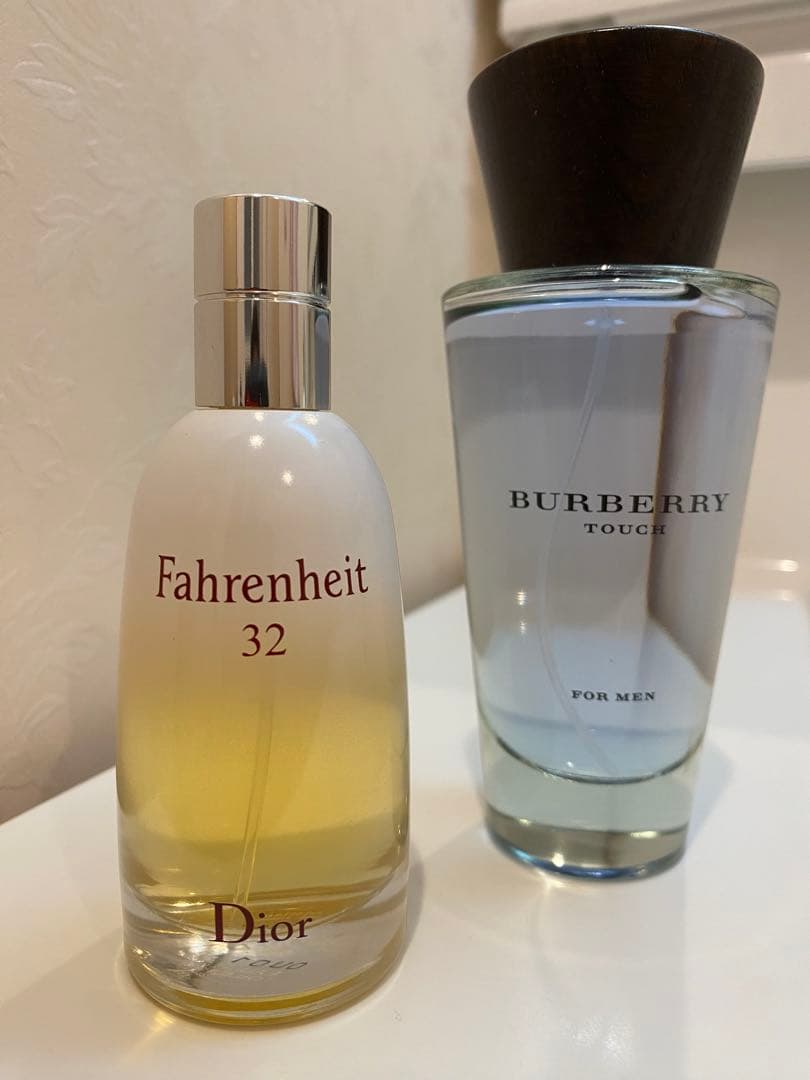 Fahrenheit
32
Dior
BURBERRY
TOUCH
FOR MEN